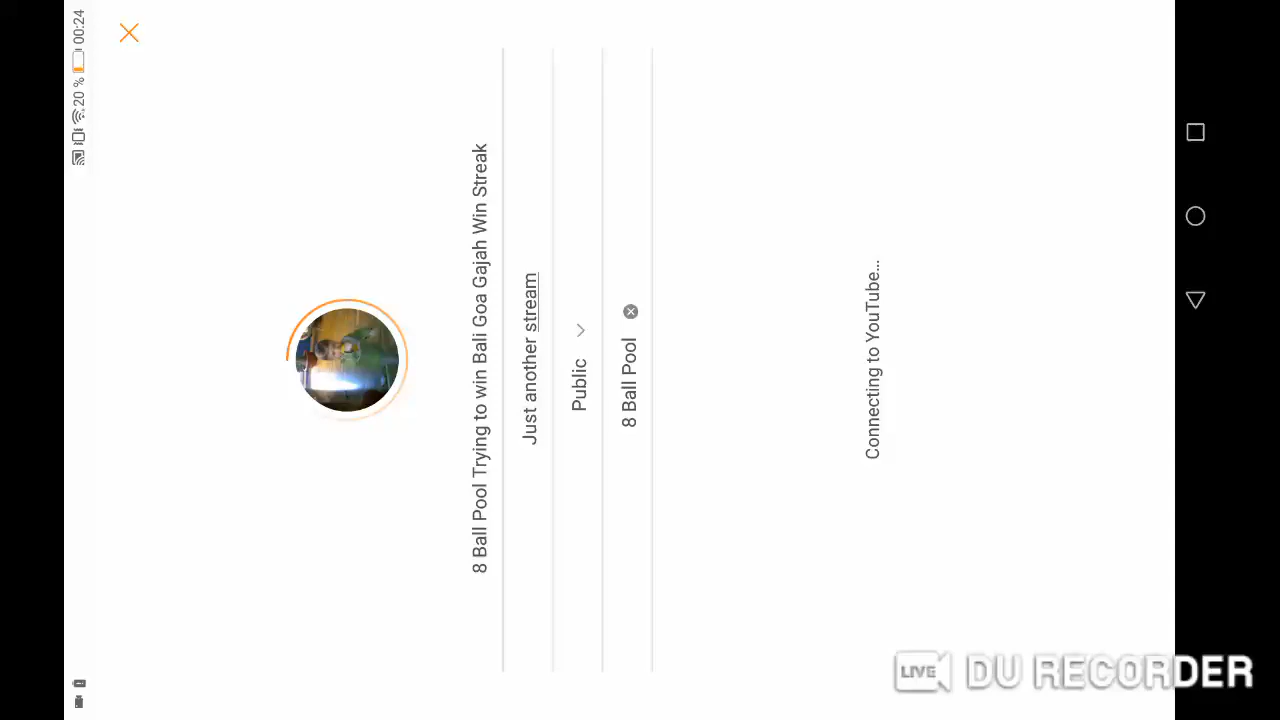 20 % 00:24
8 Ball Pool Trying to win Bali Goa Gajah Win Streak
Just another stream
Public
8 Ball Pool
Connecting to YouTube...
LIVE DU RECORDER